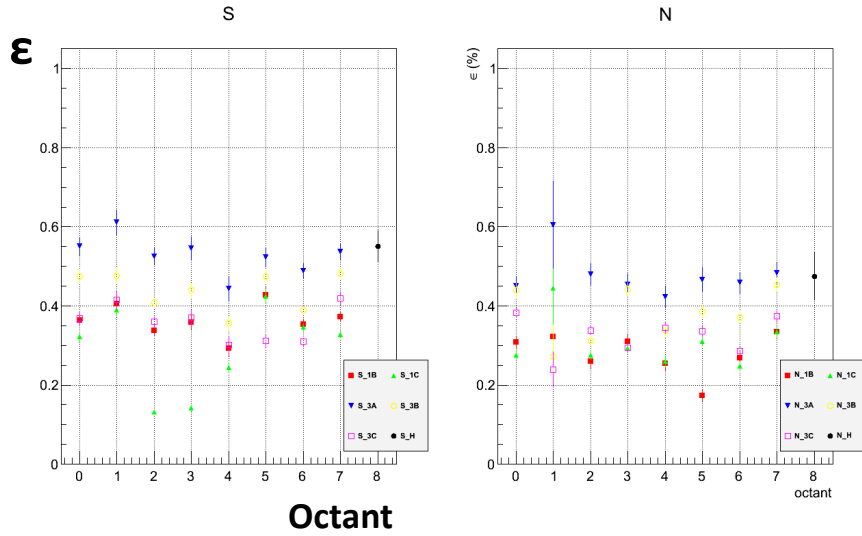 S
N
ε
ϵ (%)
1
0.8
0.6
0.4
0.2
0
0 1 2 3 4 5 6 7 8
S_1B S_1C
S_3A S_3B
S_3C S_H
Octant
1
0.8
0.6
0.4
0.2
0
0 1 2 3 4 5 6 7 8
octant
N_1B N_1C
N_3A N_3B
N_3C N_H